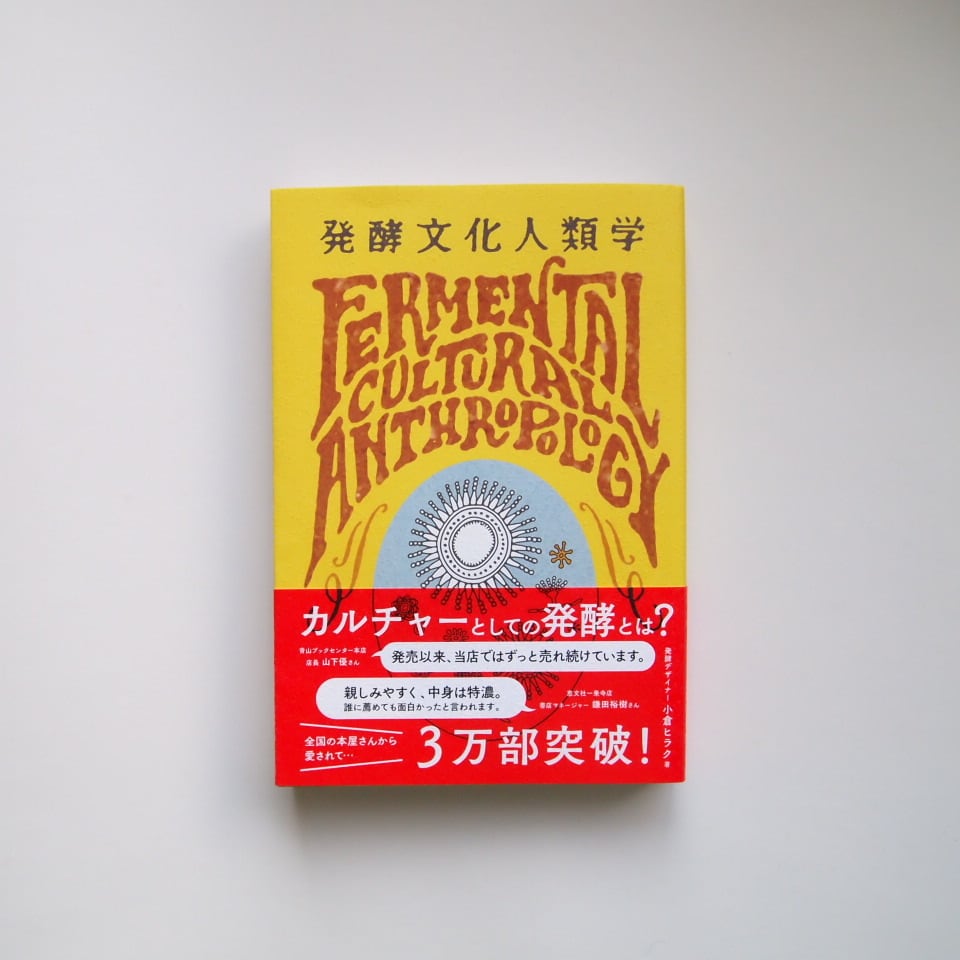 発酵文化人類学
FERMENTAL
CULTURAL
ANTHROPOLOGY
カルチャーとしての発酵とは?
青山ブックセンター本店
店長 山下優さん
発売以来、当店ではずっと売れ続けています。
親しみやすく、中身は特濃。
誰に薦めても面白かったと言われます。
恵文社一乗寺店
書店マネージャー 鎌田裕樹さん
全国の本屋さんから
愛されて…
3万部突破!
発酵デザイナー 小倉ヒラク 著